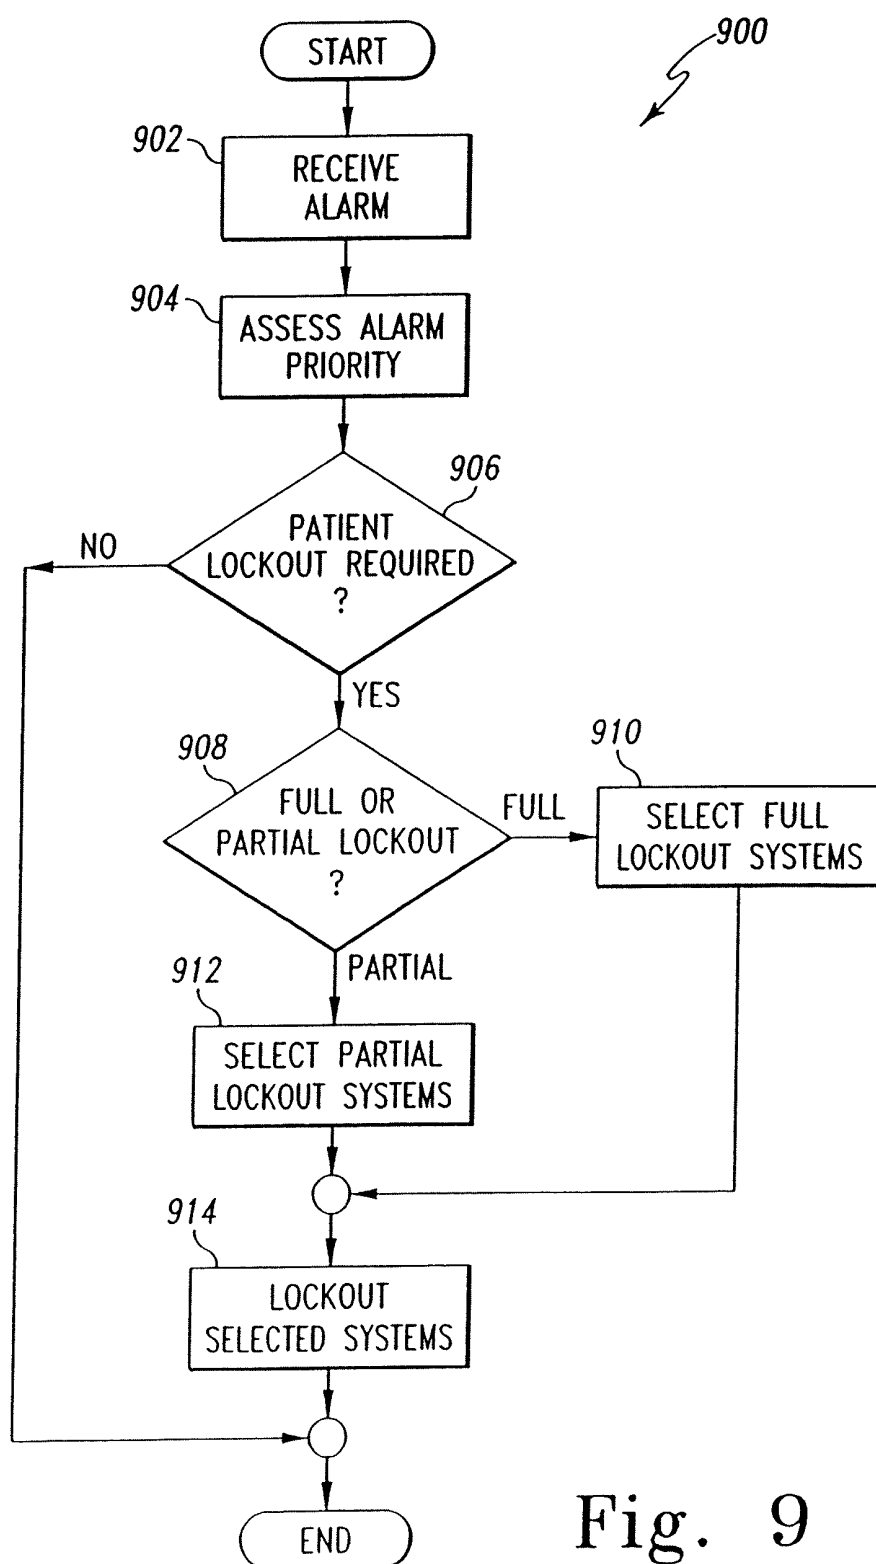 START
900
902
RECEIVE
ALARM
904
ASSESS ALARM
PRIORITY
906
PATIENT
LOCKOUT REQUIRED
?
NO
YES
908
FULL OR
PARTIAL LOCKOUT
?
FULL
910
SELECT FULL
LOCKOUT SYSTEMS
PARTIAL
912
SELECT PARTIAL
LOCKOUT SYSTEMS
914
LOCKOUT
SELECTED SYSTEMS
END
Fig. 9